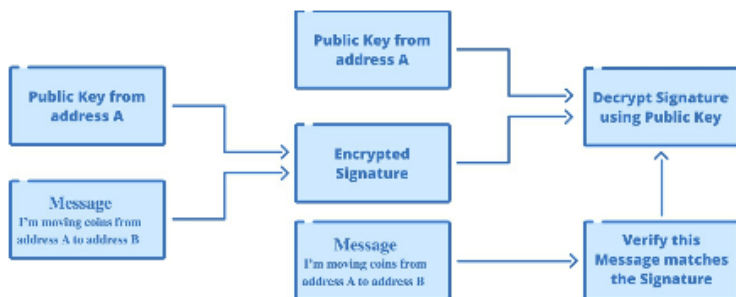 Public Key from
address A
Message
I'm moving coins from
address A to address B
Public Key from
address A
Encrypted
Signature
Message
I'm moving coins from
address A to address B
Decrypt Signature
using Public Key
Verify this
Message matches
the Signature